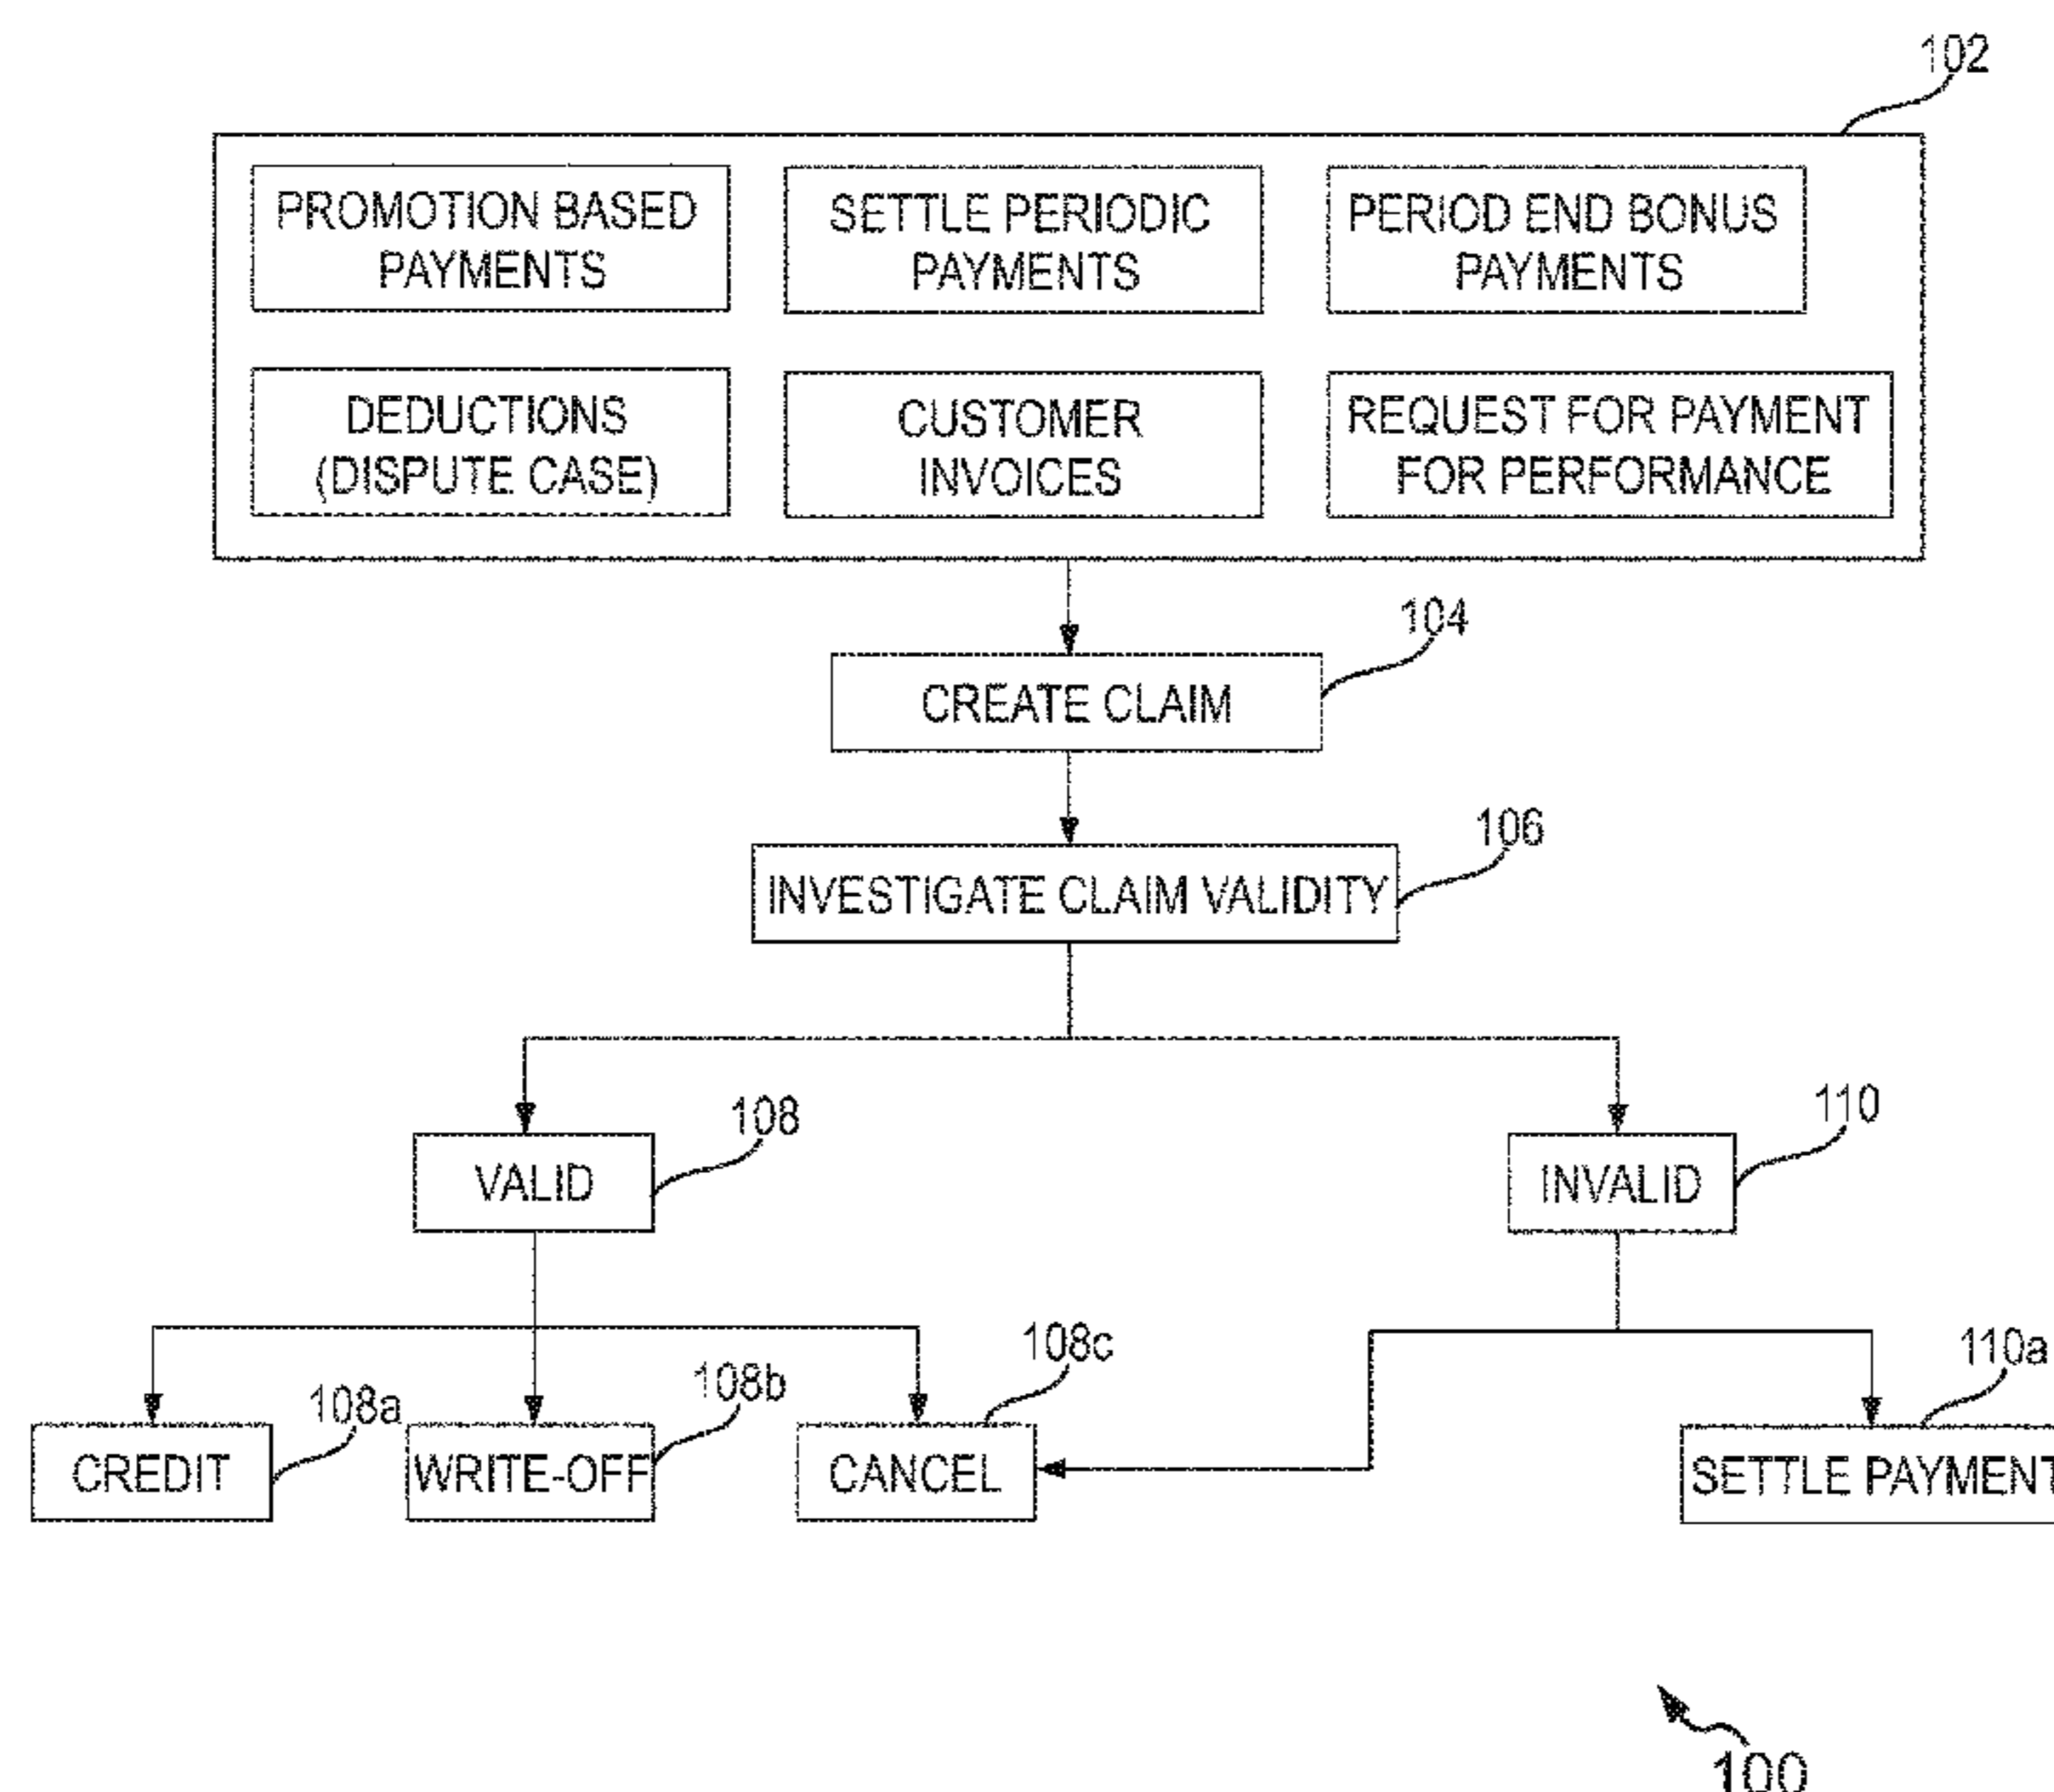 102
PROMOTION BASED
PAYMENTS
SETTLE PERIODIC
PAYMENTS
PERIOD END BONUS
PAYMENTS
DEDUCTIONS
(DISPUTE CASE)
CUSTOMER
INVOICES
REQUEST FOR PAYMENT
FOR PERFORMANCE
104
CREATE CLAIM
106
INVESTIGATE CLAIM VALIDITY
108
VALID
110
INVALID
108a
CREDIT
108b
WRITE-OFF
108c
CANCEL
110a
SETTLE PAYMENT
100